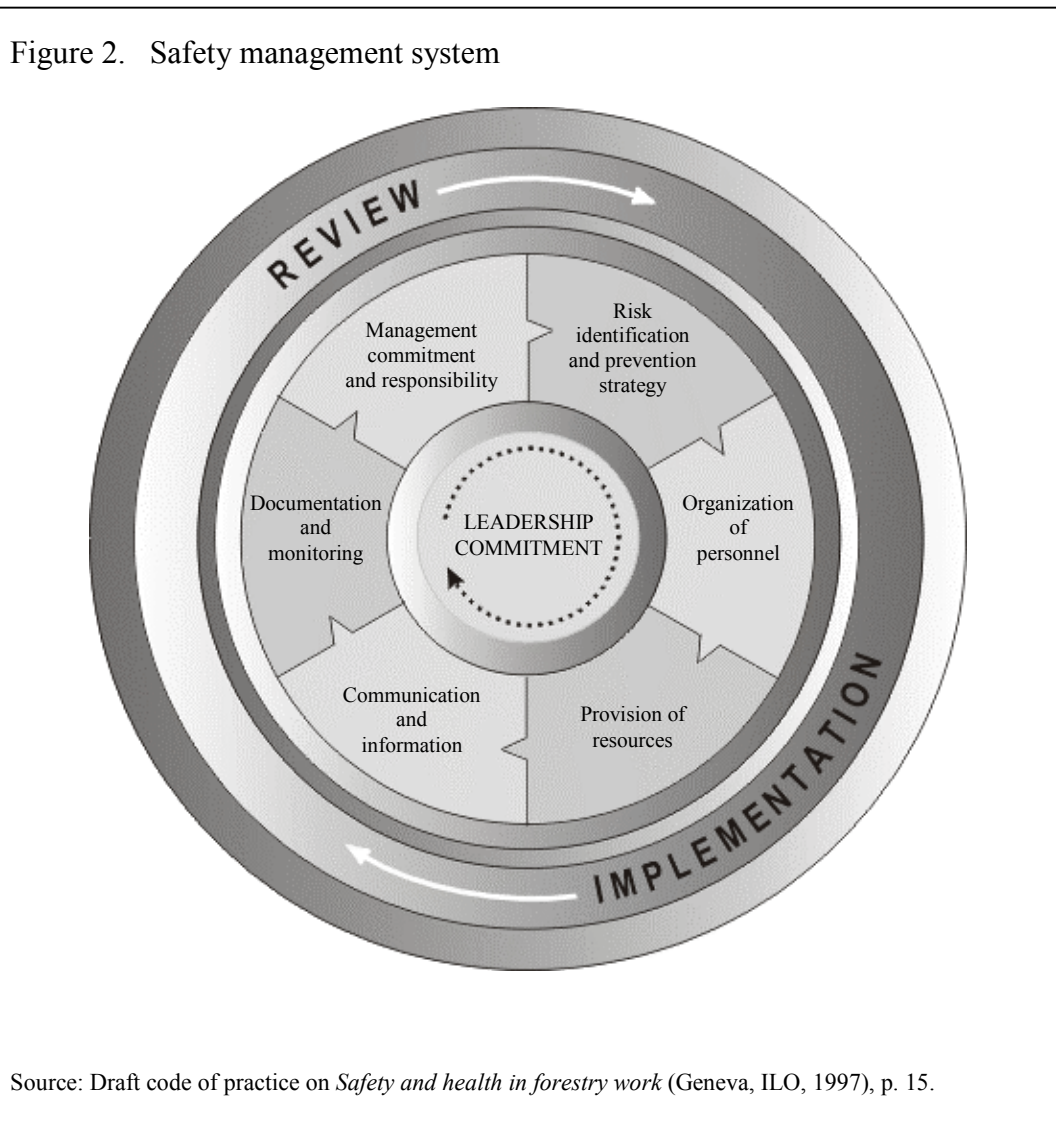 Figure 2. Safety management system
REVIEW
Management
commitment
and responsibility
Risk
identification
and prevention
strategy
Documentation
and
monitoring
LEADERSHIP
COMMITMENT
Organization
of
personnel
Communication
and
information
Provision of
resources
IMPLEMENTATION
Source: Draft code of practice on Safety and health in forestry work (Geneva, ILO, 1997), p. 15.